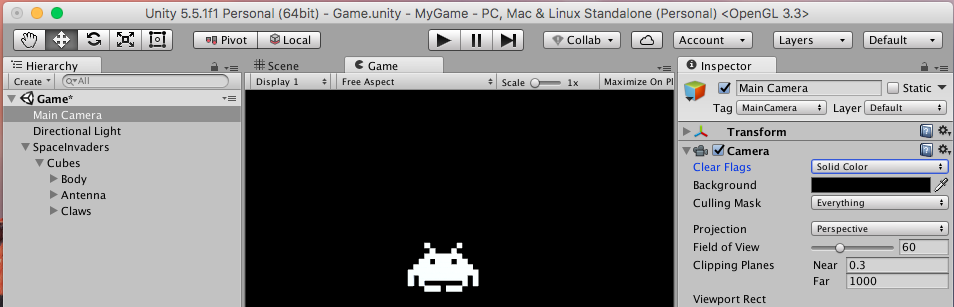 Unity 5.5.1f1 Personal (64bit) - Game.unity - MyGame - PC, Mac & Linux Standalone (Personal) <OpenGL 3.3>
Pivot Local Collab Account Layers Default
Hierarchy
Create All
Game*
Main Camera
Directional Light
SpaceInvaders
Cubes
Body
Antenna
Claws
Scene Game
Display 1 Free Aspect Scale 1x Maximize On Pl
Inspector
Main Camera Static
Tag MainCamera Layer Default
Transform
Camera
Clear Flags Solid Color
Background
Culling Mask Everything
Projection Perspective
Field of View 60
Clipping Planes Near 0.3
Far 1000
Viewport Rect